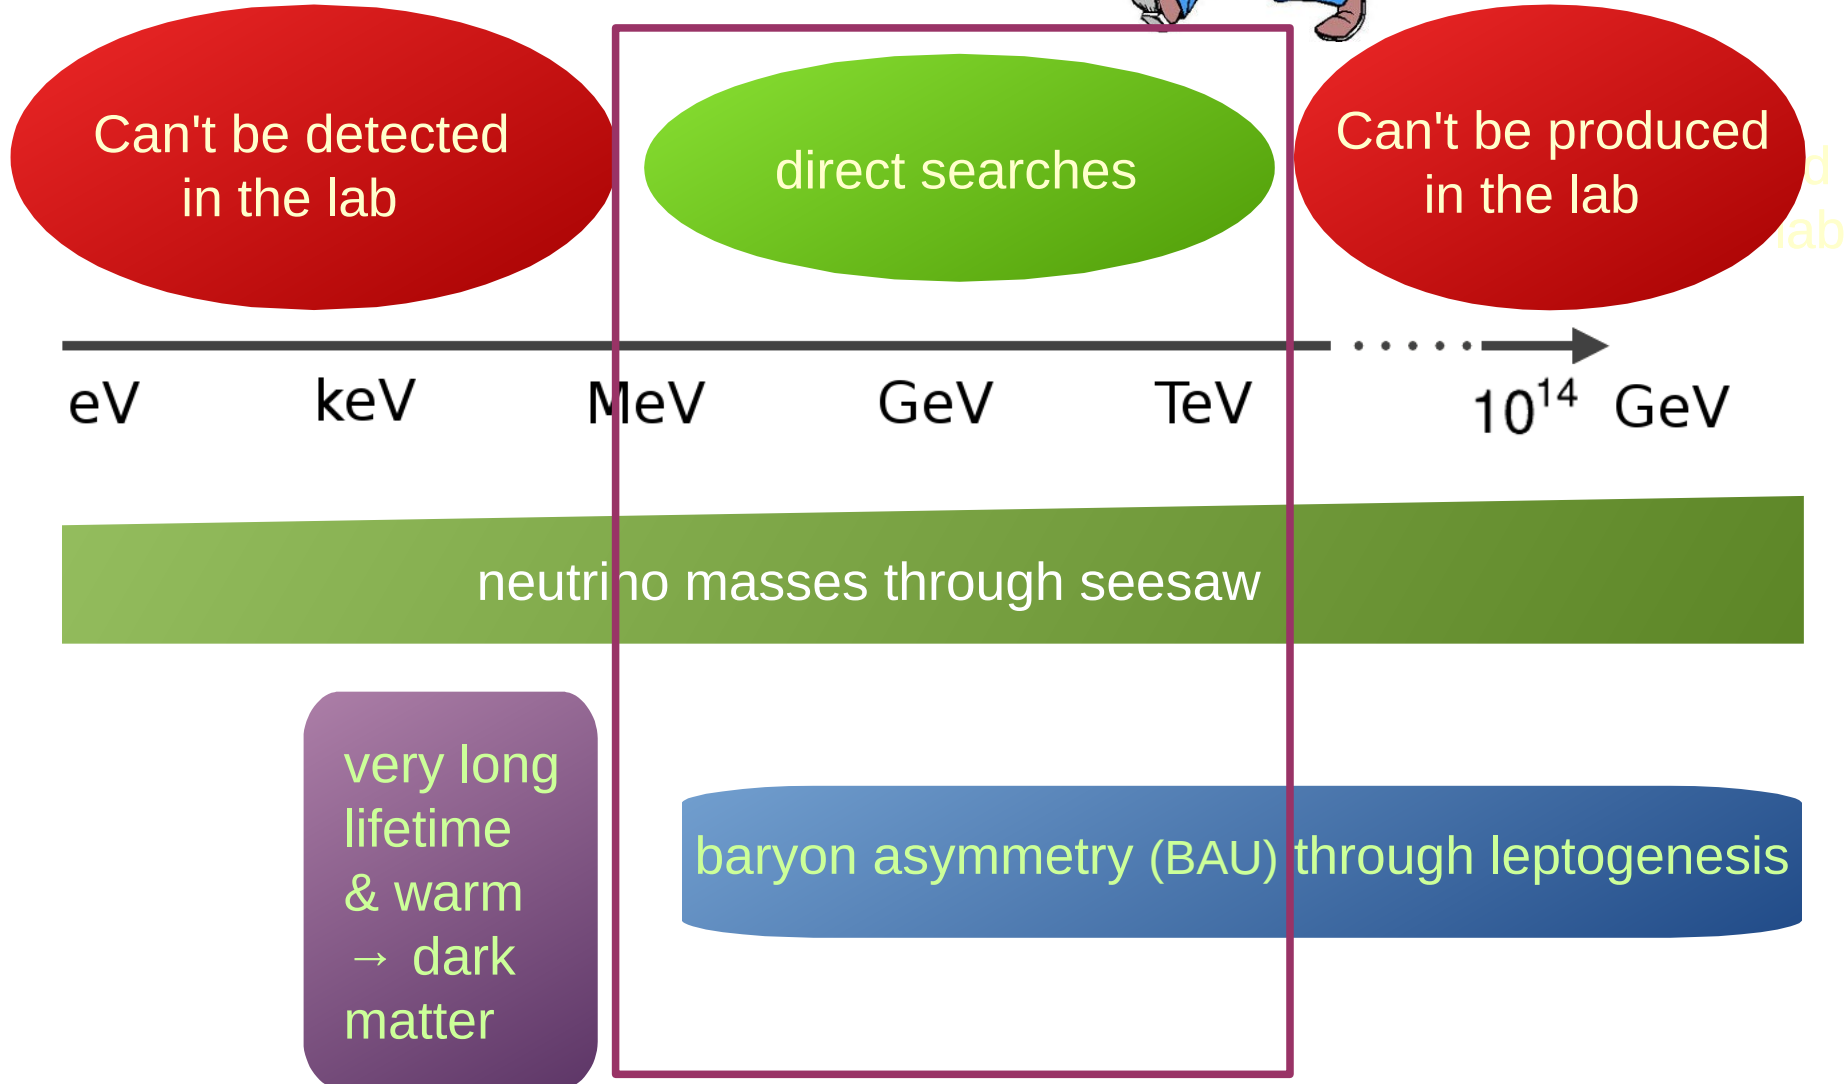 Can't be detected
in the lab
direct searches
Can't be produced
in the lab
d
lab
eV keV MeV GeV TeV 10¹⁴ GeV
neutrino masses through seesaw
very long
lifetime
& warm
→ dark
matter
baryon asymmetry (BAU) through leptogenesis